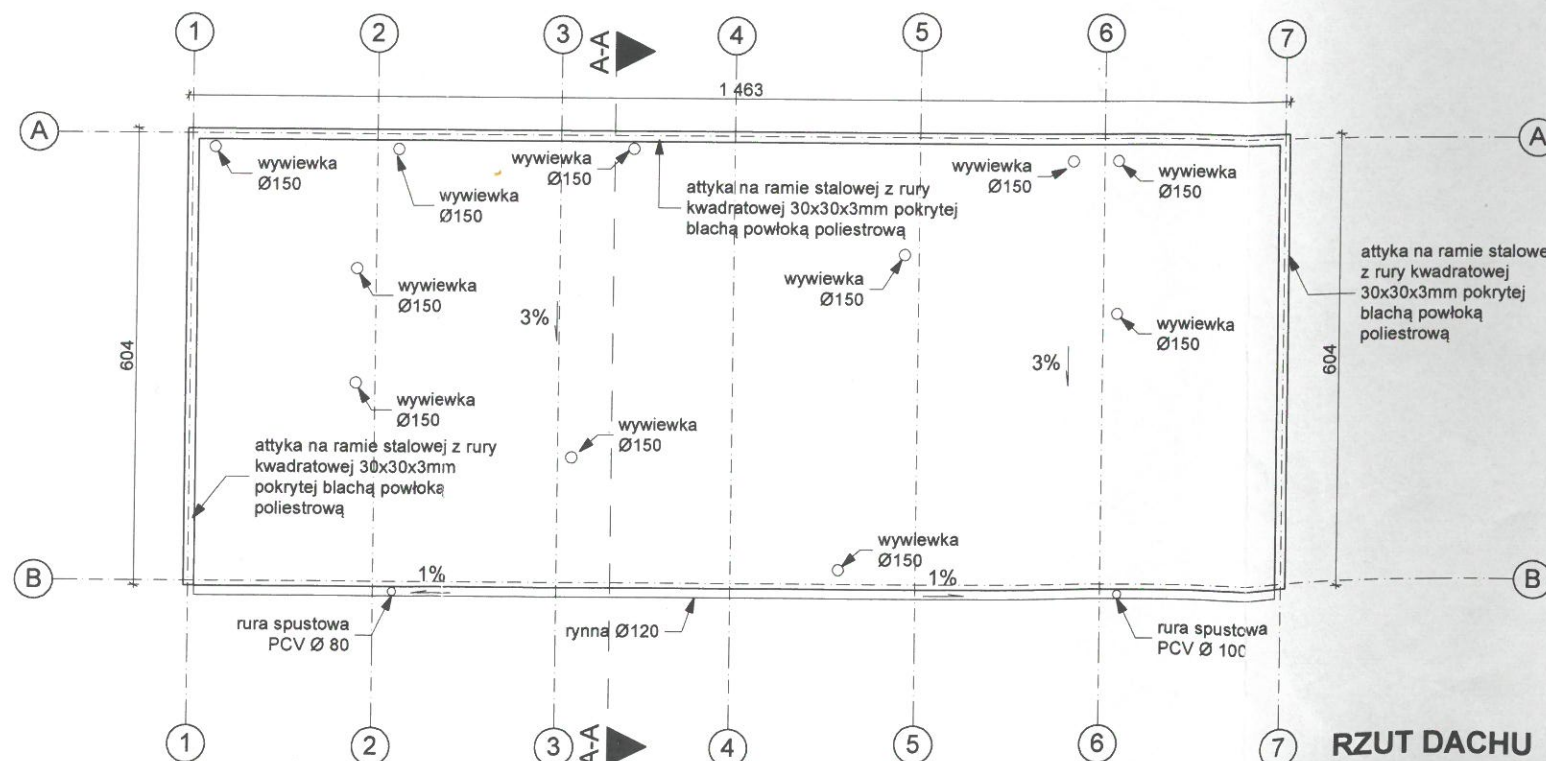 1
2
3
A-A
4
5
6
7
1 463
A
A
wywiewka
Ø150
wywiewka
Ø150
wywiewka
Ø150
attyka na ramie stalowej z rury
kwadratowej 30x30x3mm pokrytej
blachą powłoką poliestrową
wywiewka
Ø150
wywiewka
Ø150
wywiewka
Ø150
3%
wywiewka
Ø150
wywiewka
Ø150
attyka na ramie stalowe
z rury kwadratowej
30x30x3mm pokrytej
blachą powłoką
poliestrową
604
3%
604
wywiewka
Ø150
wywiewka
Ø150
attyka na ramie stalowej z rury
kwadratowej 30x30x3mm
pokrytej blachą powłoką
poliestrową
wywiewka
Ø150
B
1%
1%
B
rura spustowa
PCV Ø 80
rynna Ø120
rura spustowa
PCV Ø 100
1
2
3
A-A
4
5
6
7
RZUT DACHU